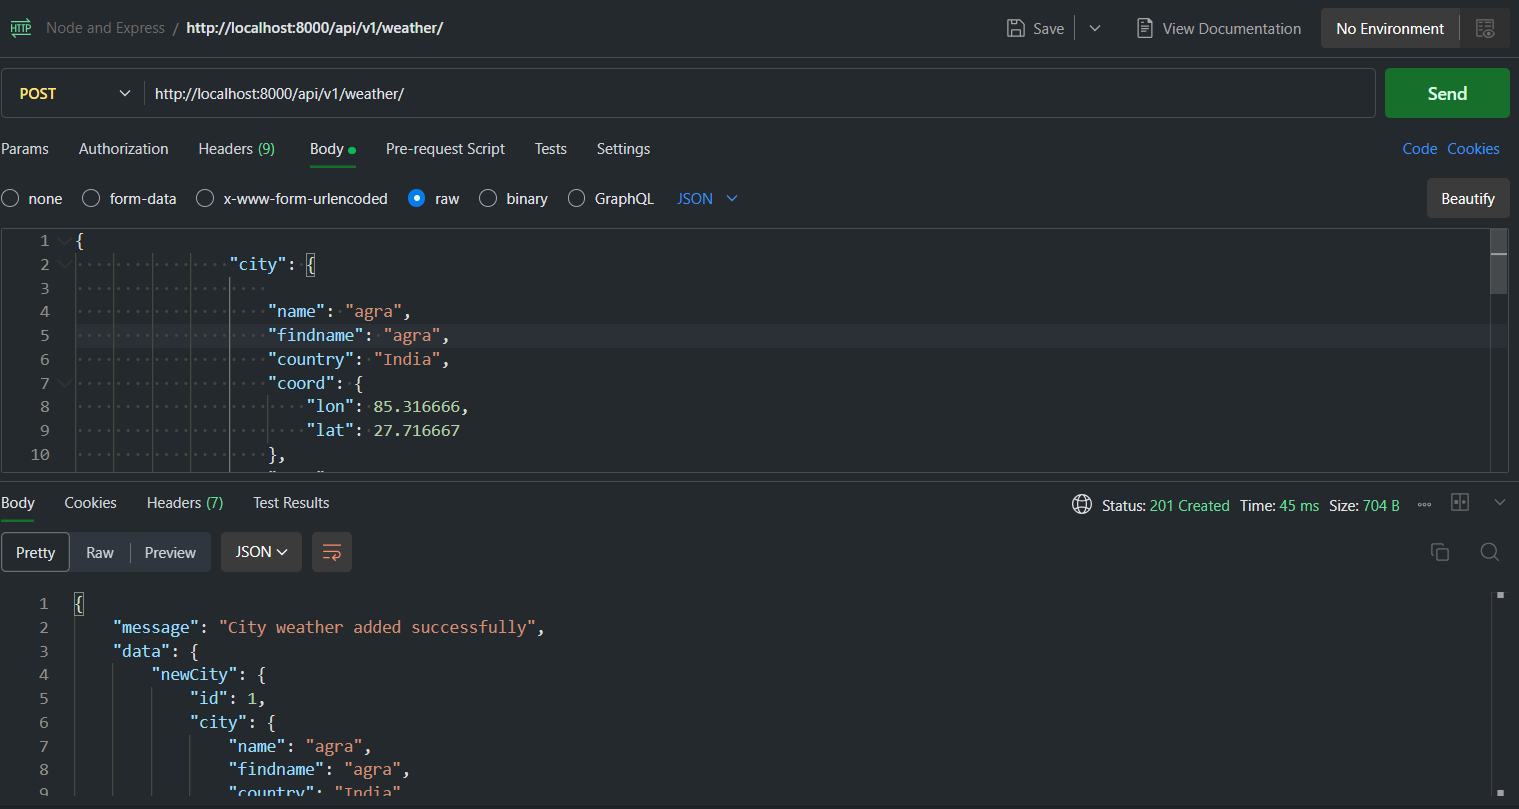 HTTP Node and Express / http://localhost:8000/api/v1/weather/ Save View Documentation No Environment
POST http://localhost:8000/api/v1/weather/ Send
Params Authorization Headers (9) Body Pre-request Script Tests Settings Code Cookies
none form-data x-www-form-urlencoded raw binary GraphQL JSON Beautify
1 {
2 "city": {
3
4 "name": "agra",
5 "findname": "agra",
6 "country": "India",
7 "coord": {
8 "lon": 85.316666,
9 "lat": 27.716667
10 },
Body Cookies Headers (7) Test Results Status: 201 Created Time: 45 ms Size: 704 B
Pretty Raw Preview JSON
1 {
2 "message": "City weather added successfully",
3 "data": {
4 "newCity": {
5 "id": 1,
6 "city": {
7 "name": "agra",
8 "findname": "agra",
9 "country": "India"